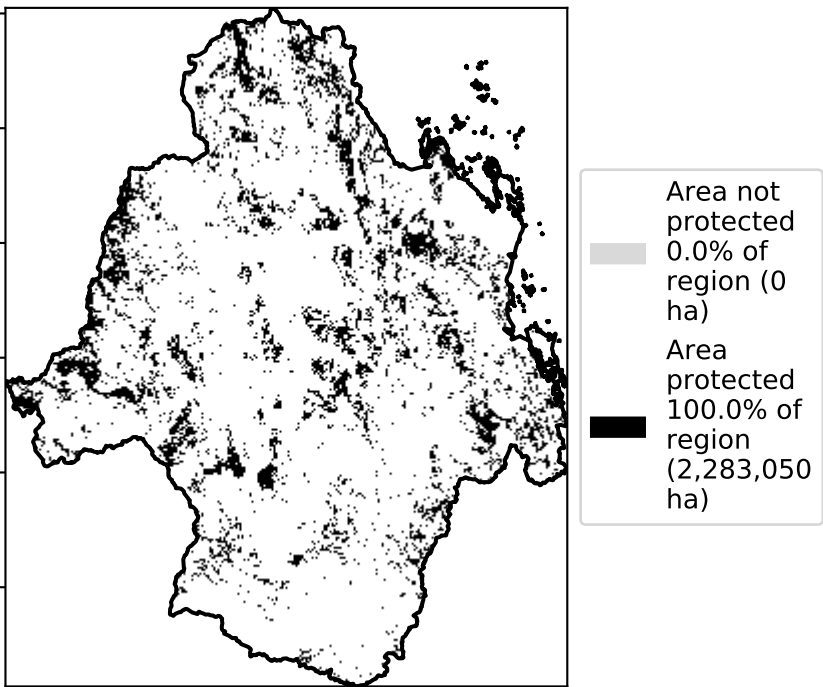 Area not
protected
0.0% of
region (0
ha)
Area
protected
100.0% of
region
(2,283,050
ha)